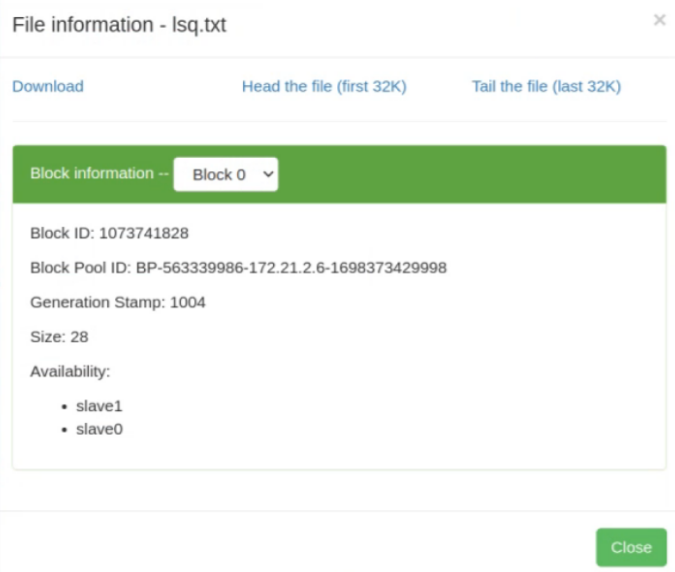 File information - lsq.txt
×
Download Head the file (first 32K) Tail the file (last 32K)
Block information -- Block 0
Block ID: 1073741828
Block Pool ID: BP-563339986-172.21.2.6-1698373429998
Generation Stamp: 1004
Size: 28
Availability:
• slave1
• slave0
Close